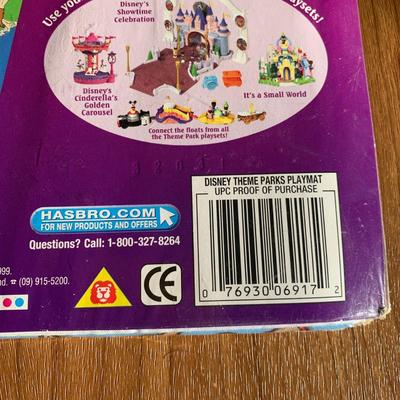 Use you
playsets!
Disney's
Showtime
Celebration
Disney's
Cinderella's
Golden
Carousel
It's a Small World
Connect the floats from all
the Theme Park playsets!
HASBRO.COM
FOR NEW PRODUCTS AND OFFERS
Questions? Call: 1-800-327-8264
DISNEY THEME PARKS PLAYMAT
UPC PROOF OF PURCHASE
999.
nd. ☎ (09) 915-5200.
CE
0 76930 06917 2